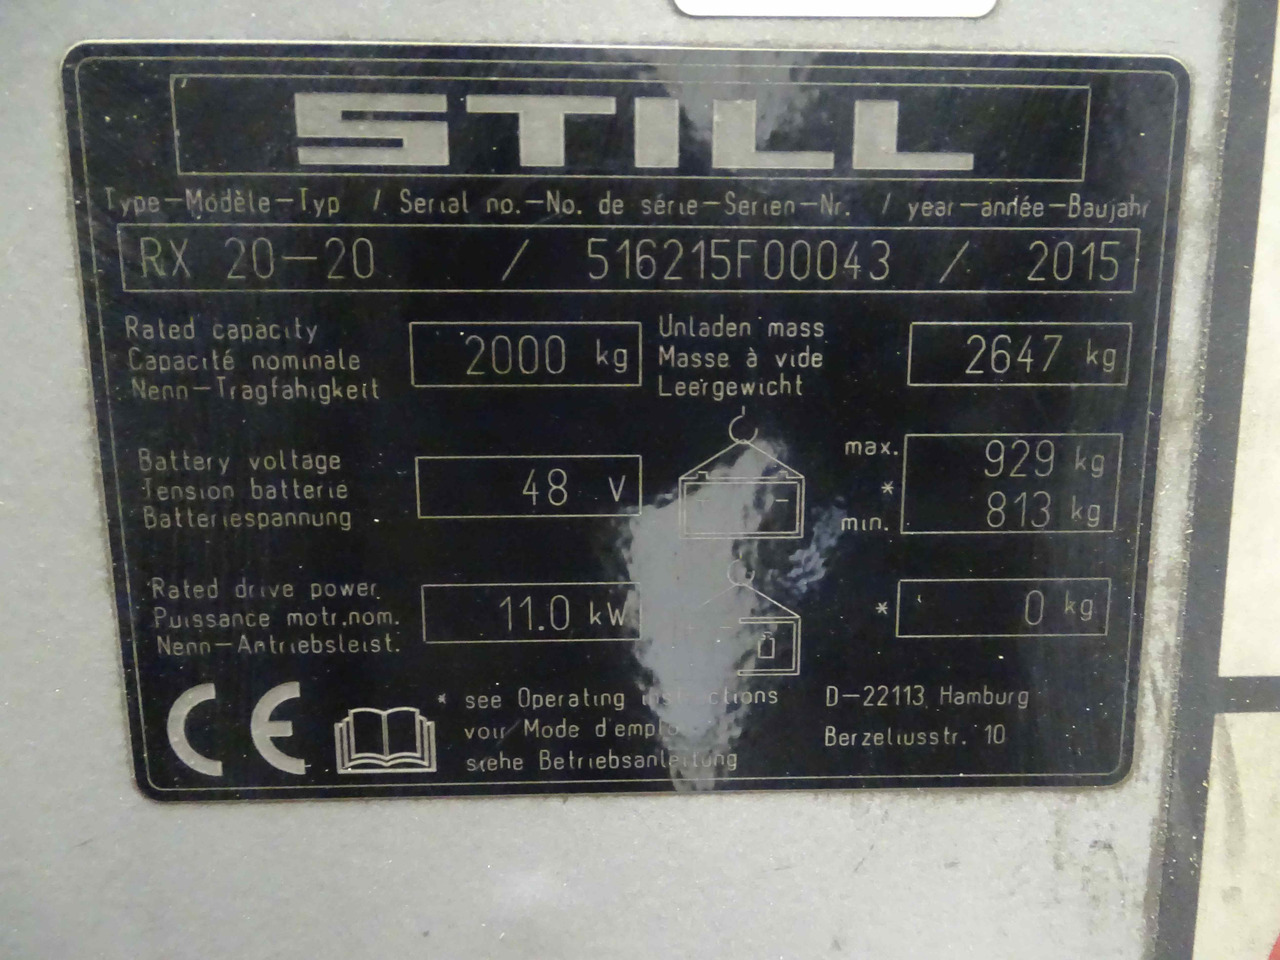 STILL
Type-Modèle-Typ / Serial no.-No. de série-Serien-Nr. / year-année-Baujahr
RX 20-20 / 516215F00043 / 2015
Rated capacity
Capacité nominale
Nenn-Tragfähigkeit
2000 kg
Unladen mass
Masse à vide
Leergewicht
2647 kg
Battery voltage
Tension batterie
Batteriespannung
48 V
max. 929 kg
*
min. 813 kg
Rated drive power
Puissance motr.nom.
Nenn-Antriebsleist.
11.0 kW
* 0 kg
CE
* see Operating instructions
voir Mode d'emploi
siehe Betriebsanleitung
D-22113 Hamburg
Berzeliusstr. 10